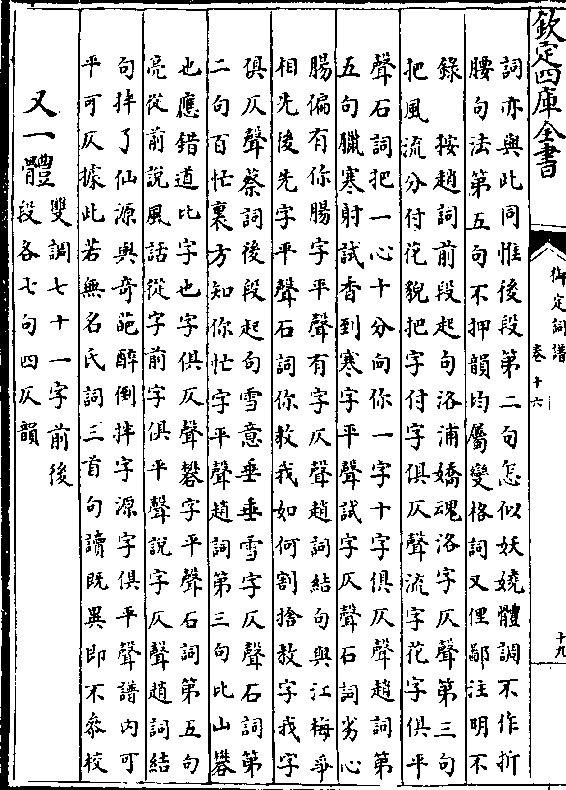 欽定四庫全書
御定詞譜
卷十六
十九
詞亦與此同惟後段第二句怎似妖嬈體調不作折
腰句法第五句不押韻均屬變格詞又俚鄙注明不
錄　按趙詞前段起句洛浦嬌魂洛字仄聲第三句
把風流分付花貌把字付字俱仄聲流字花字俱平
聲石詞把一心十分向你一字十字俱仄聲趙詞第
五句臘寒射試香到寒字平聲試字仄聲石詞劣心
腸偏有你腸字平聲有字仄聲趙詞結句與江梅爭
相先後先字平聲石詞你教我如何割捨教字我字
俱仄聲蔡詞後段起句雪意垂垂雪字仄聲石詞第
二句百忙裏方知你忙字平聲趙詞第三句比山礬
也應錯道比字也字俱仄聲礬字平聲石詞第五句
亮從前說風話從字前字俱平聲說字仄聲趙詞結
句拌了仙源與奇葩醉倒拌字源字俱平聲譜內可
平可仄據此若無名氏詞三首句讀既異即不參校
又一體
雙調七十一字前後
段各七句四仄韻